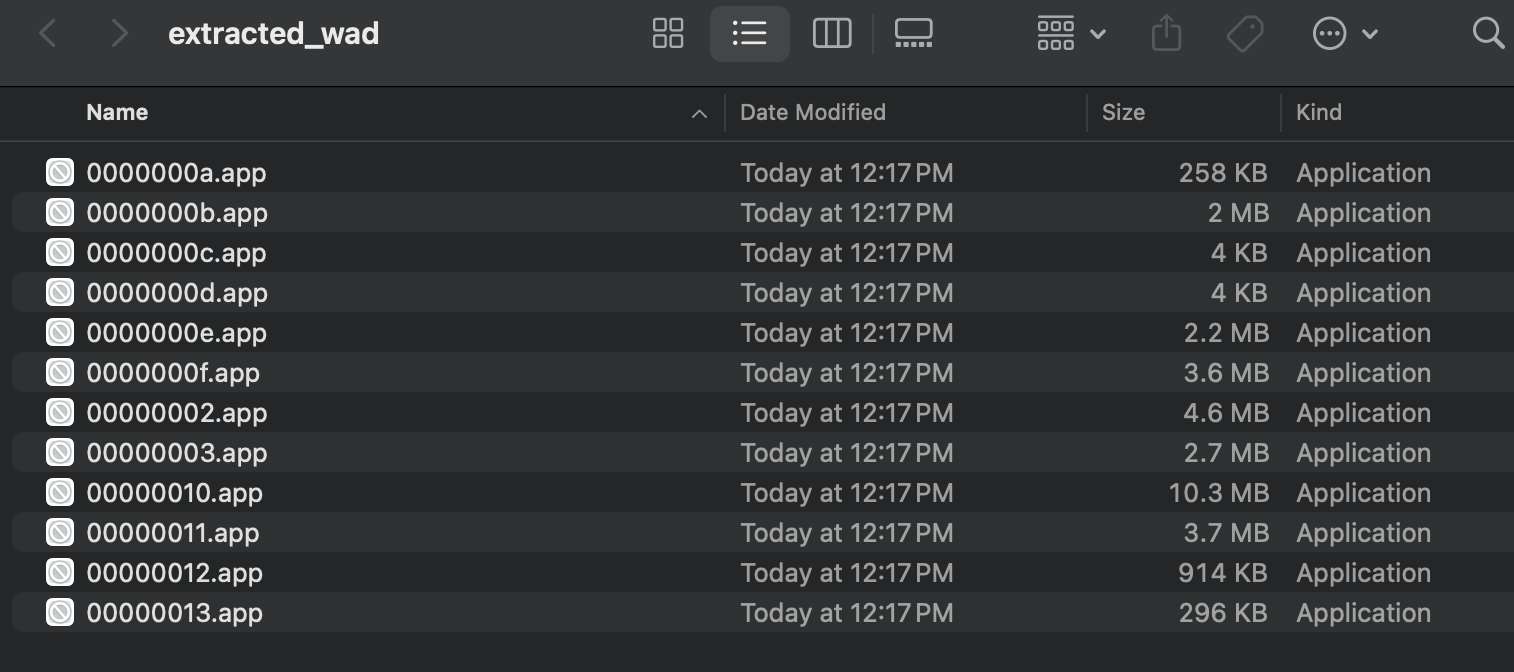 extracted_wad
Name Date Modified Size Kind
0000000a.app Today at 12:17 PM 258 KB Application
0000000b.app Today at 12:17 PM 2 MB Application
0000000c.app Today at 12:17 PM 4 KB Application
0000000d.app Today at 12:17 PM 4 KB Application
0000000e.app Today at 12:17 PM 2.2 MB Application
0000000f.app Today at 12:17 PM 3.6 MB Application
00000002.app Today at 12:17 PM 4.6 MB Application
00000003.app Today at 12:17 PM 2.7 MB Application
00000010.app Today at 12:17 PM 10.3 MB Application
00000011.app Today at 12:17 PM 3.7 MB Application
00000012.app Today at 12:17 PM 914 KB Application
00000013.app Today at 12:17 PM 296 KB Application